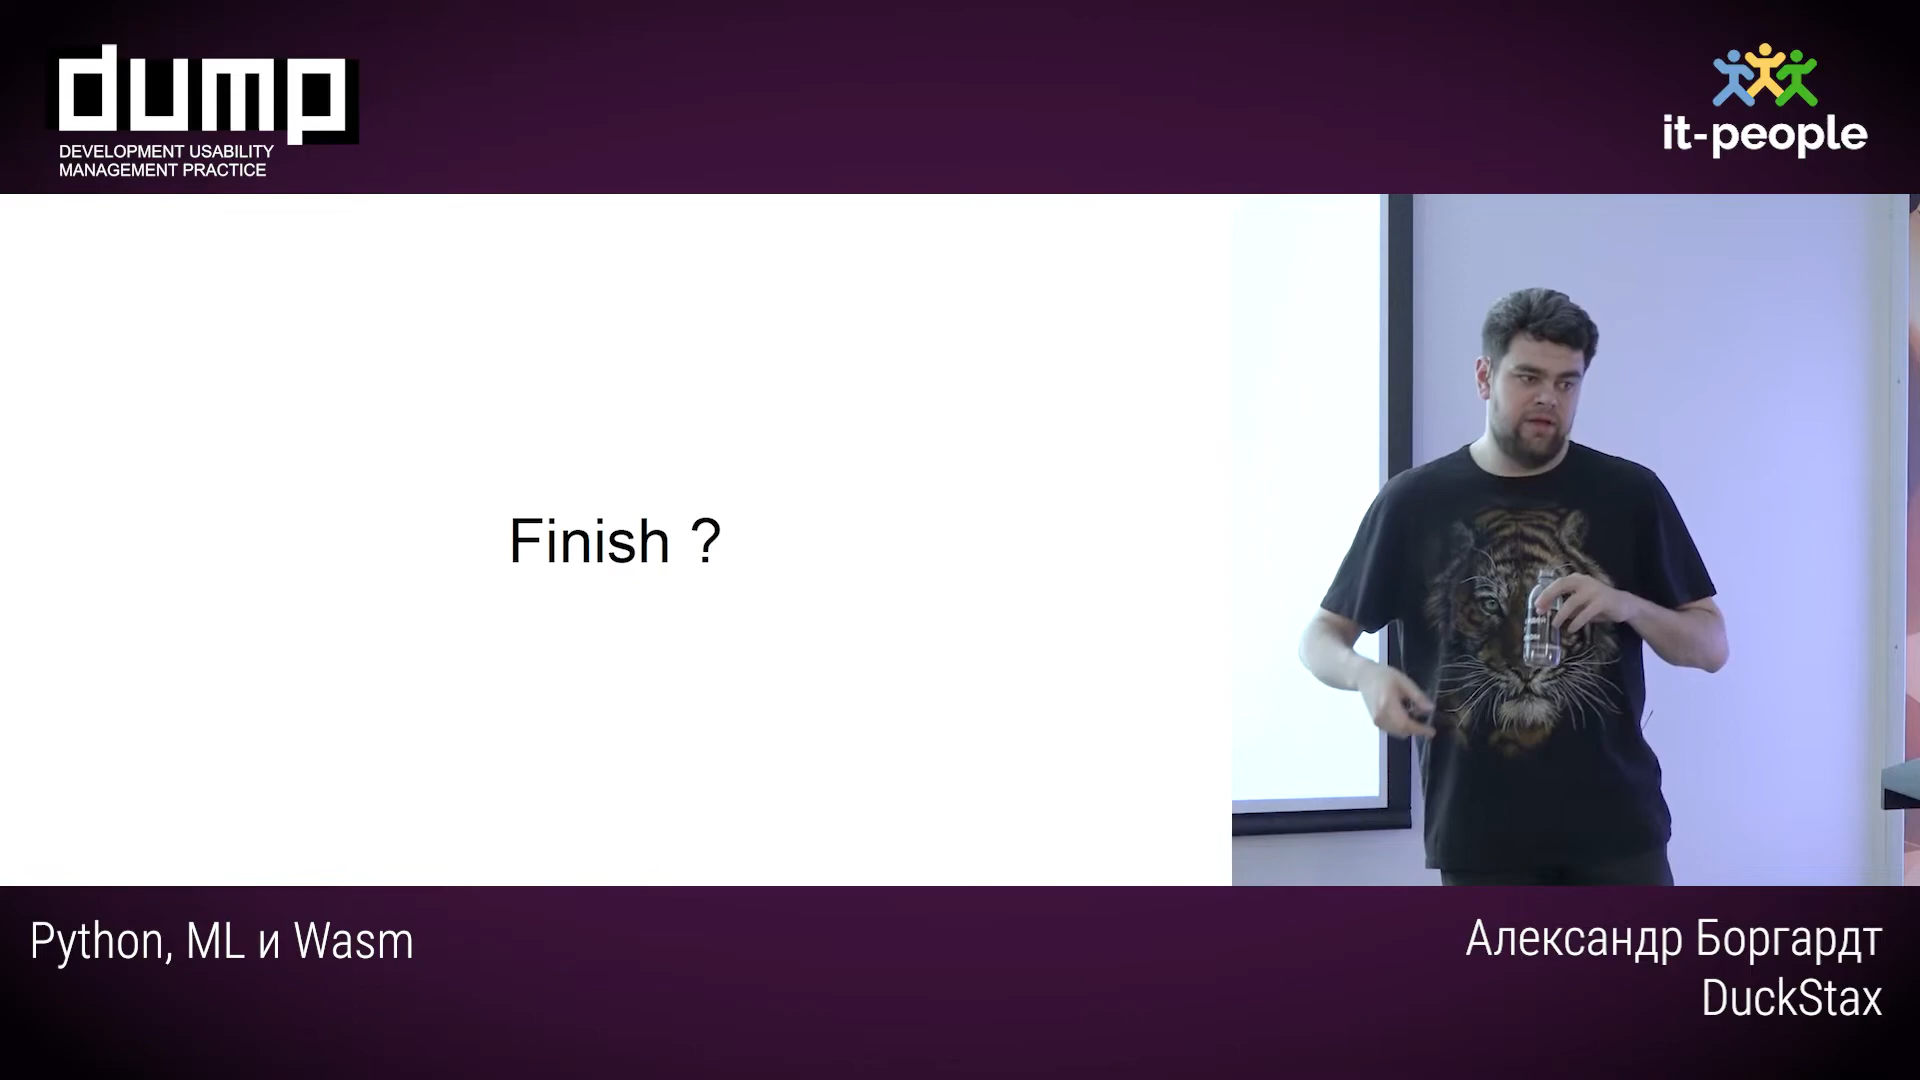 dump
DEVELOPMENT USABILITY
MANAGEMENT PRACTICE
it-people
Finish ?
Python, ML и Wasm
Александр Боргардт
DuckStax